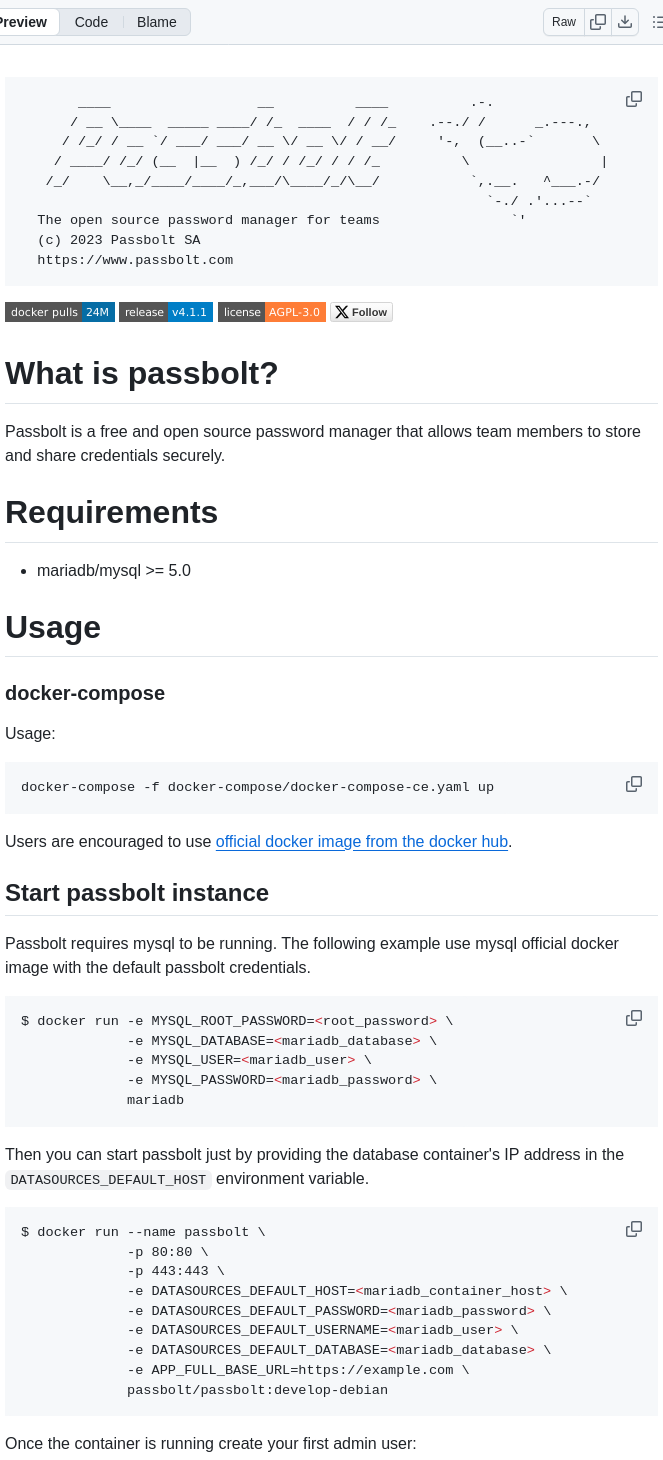 Preview Code Blame Raw
    ____                  __          ____          .-.
   / __ \____  _____ ____/ /_  ____  / / /_    .--./ /      _.---.,
  / /_/ / __ `/ ___/ ___/ __ \/ __ \/ / __/     '-,  (__..-`       \
 / ____/ /_/ (__  |__  ) /_/ / /_/ / / /_          \                |
/_/    \__,_/____/____/_,___/\____/_/\__/           `,.__.   ^___.-/
                                                      `-./ .'...--`
The open source password manager for teams                `'
(c) 2023 Passbolt SA
https://www.passbolt.com
docker pulls 24M release v4.1.1 license AGPL-3.0 X Follow
What is passbolt?
Passbolt is a free and open source password manager that allows team members to store
and share credentials securely.
Requirements
• mariadb/mysql >= 5.0
Usage
docker-compose
Usage:
docker-compose -f docker-compose/docker-compose-ce.yaml up
Users are encouraged to use official docker image from the docker hub.
Start passbolt instance
Passbolt requires mysql to be running. The following example use mysql official docker
image with the default passbolt credentials.
$ docker run -e MYSQL_ROOT_PASSWORD=<root_password> \
             -e MYSQL_DATABASE=<mariadb_database> \
             -e MYSQL_USER=<mariadb_user> \
             -e MYSQL_PASSWORD=<mariadb_password> \
             mariadb
Then you can start passbolt just by providing the database container's IP address in the
DATASOURCES_DEFAULT_HOST environment variable.
$ docker run --name passbolt \
             -p 80:80 \
             -p 443:443 \
             -e DATASOURCES_DEFAULT_HOST=<mariadb_container_host> \
             -e DATASOURCES_DEFAULT_PASSWORD=<mariadb_password> \
             -e DATASOURCES_DEFAULT_USERNAME=<mariadb_user> \
             -e DATASOURCES_DEFAULT_DATABASE=<mariadb_database> \
             -e APP_FULL_BASE_URL=https://example.com \
             passbolt/passbolt:develop-debian
Once the container is running create your first admin user: